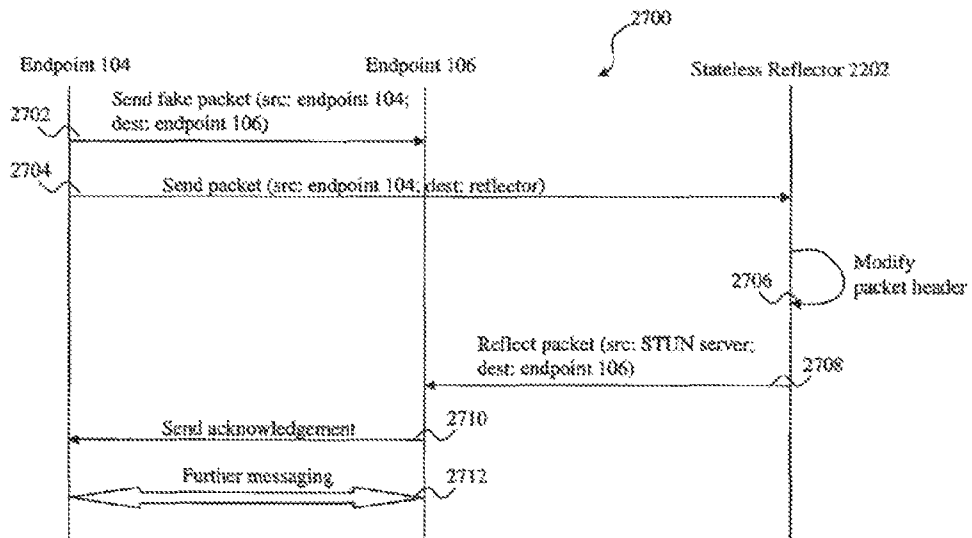 2700
Endpoint 104
Endpoint 106
Stateless Reflector 2202
2702
Send fake packet (src: endpoint 104;
dest: endpoint 106)
2704
Send packet (src: endpoint 104; dest: reflector)
2706
Modify
packet header
Reflect packet (src: STUN server;
dest: endpoint 106)
2708
Send acknowledgement
2710
Further messaging
2712